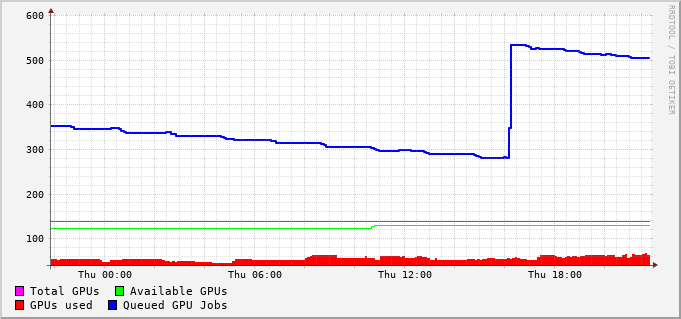 600
500
400
300
200
100
Thu 00:00 Thu 06:00 Thu 12:00 Thu 18:00
Total GPUs Available GPUs
GPUs used Queued GPU Jobs
RRDTOOL / TOBI OETIKER